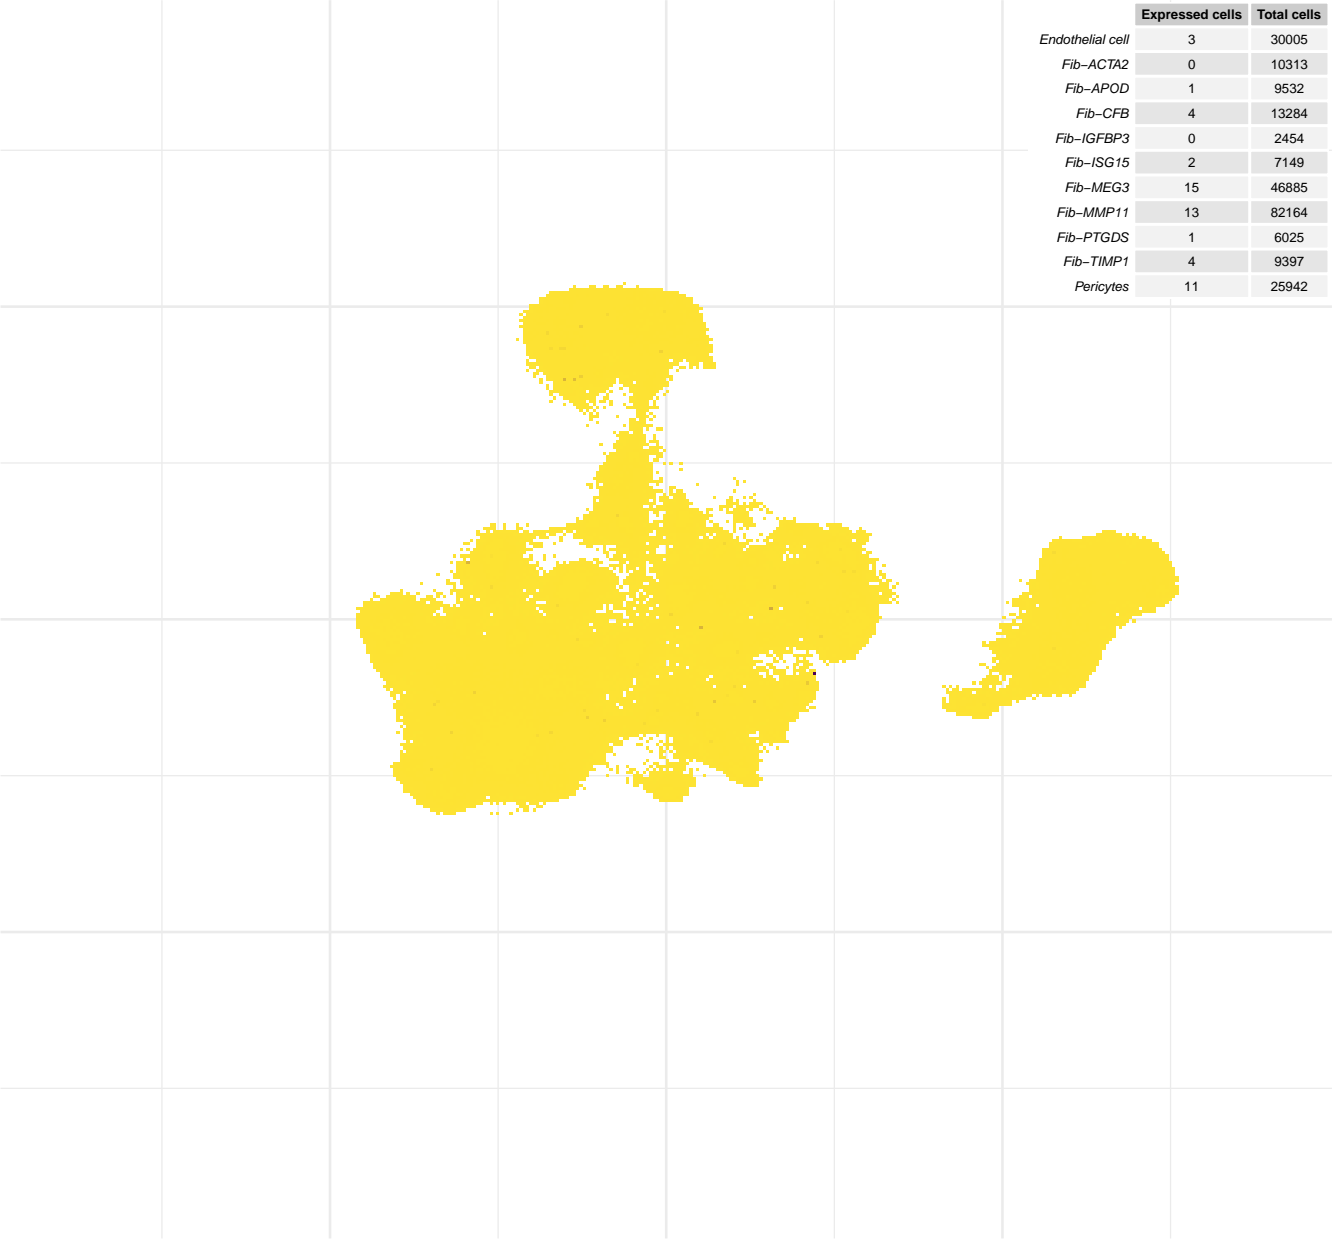 Expressed cells Total cells
Endothelial cell 3 30005
Fib−ACTA2 0 10313
Fib−APOD 1 9532
Fib−CFB 4 13284
Fib−IGFBP3 0 2454
Fib−ISG15 2 7149
Fib−MEG3 15 46885
Fib−MMP11 13 82164
Fib−PTGDS 1 6025
Fib−TIMP1 4 9397
Pericytes 11 25942